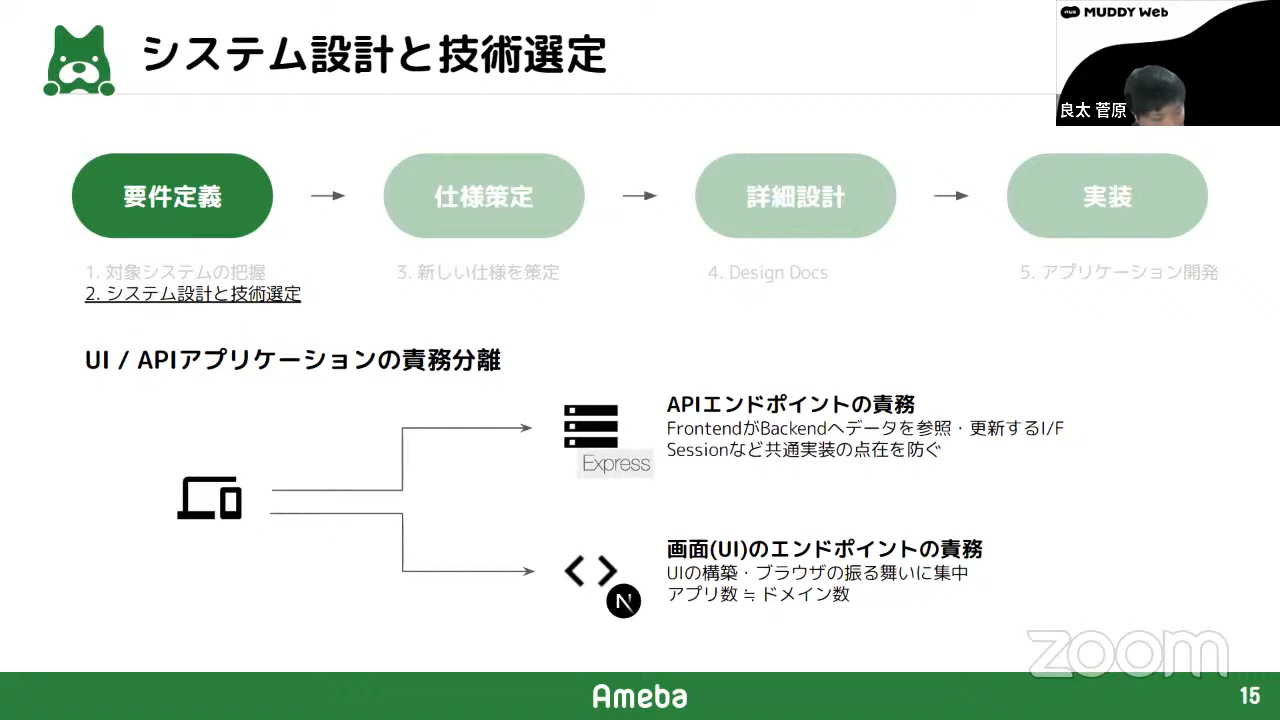 システム設計と技術選定
MUDDY Web
良太 菅原
要件定義
仕様策定
詳細設計
実装
1. 対象システムの把握
2. システム設計と技術選定
3. 新しい仕様を策定
4. Design Docs
5. アプリケーション開発
UI / APIアプリケーションの責務分離
APIエンドポイントの責務
FrontendがBackendへデータを参照・更新するI/F
Sessionなど共通実装の点在を防ぐ
Express
画面(UI)のエンドポイントの責務
UIの構築・ブラウザの振る舞いに集中
アプリ数 ≒ ドメイン数
N
zoom
Ameba
15